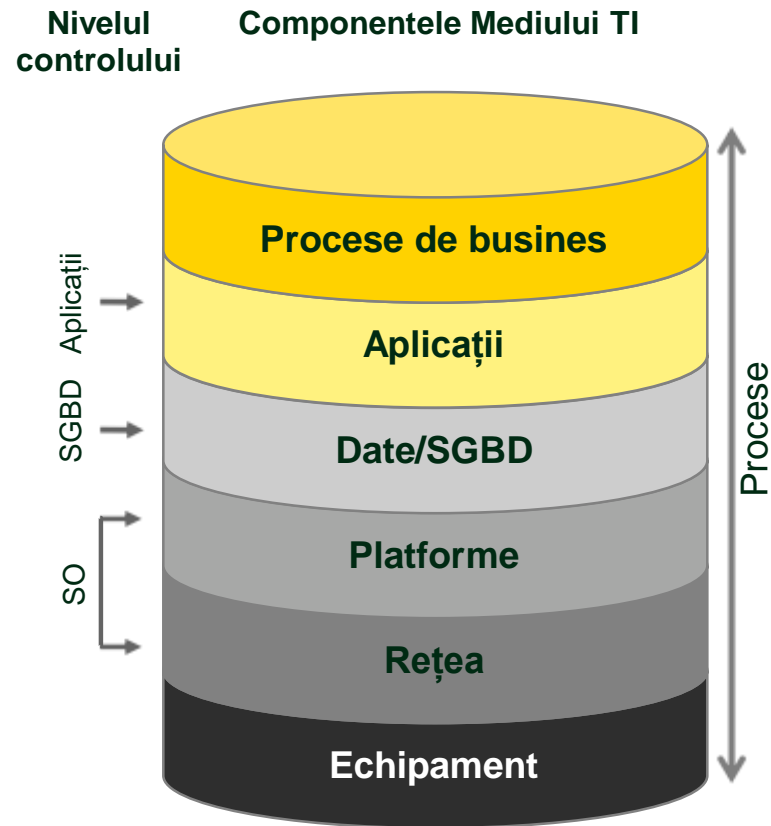 Nivelul
controlului
Componentele Mediului TI
Procese de busines
Aplicații
Aplicații
SGBD
Date/SGBD
Platforme
SO
Rețea
Echipament
Procese